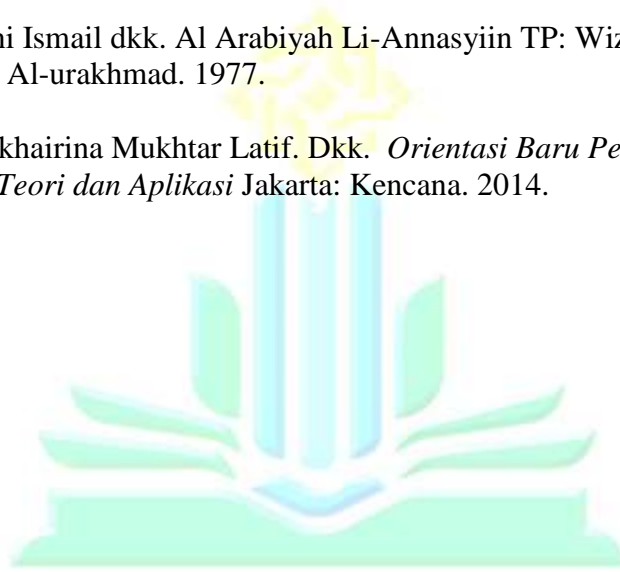 ni Ismail dkk. Al Arabiyah Li-Annasyiin TP: Wiz
Al-urakhmad. 1977.
khairina Mukhtar Latif. Dkk. Orientasi Baru Pe
Teori dan Aplikasi Jakarta: Kencana. 2014.